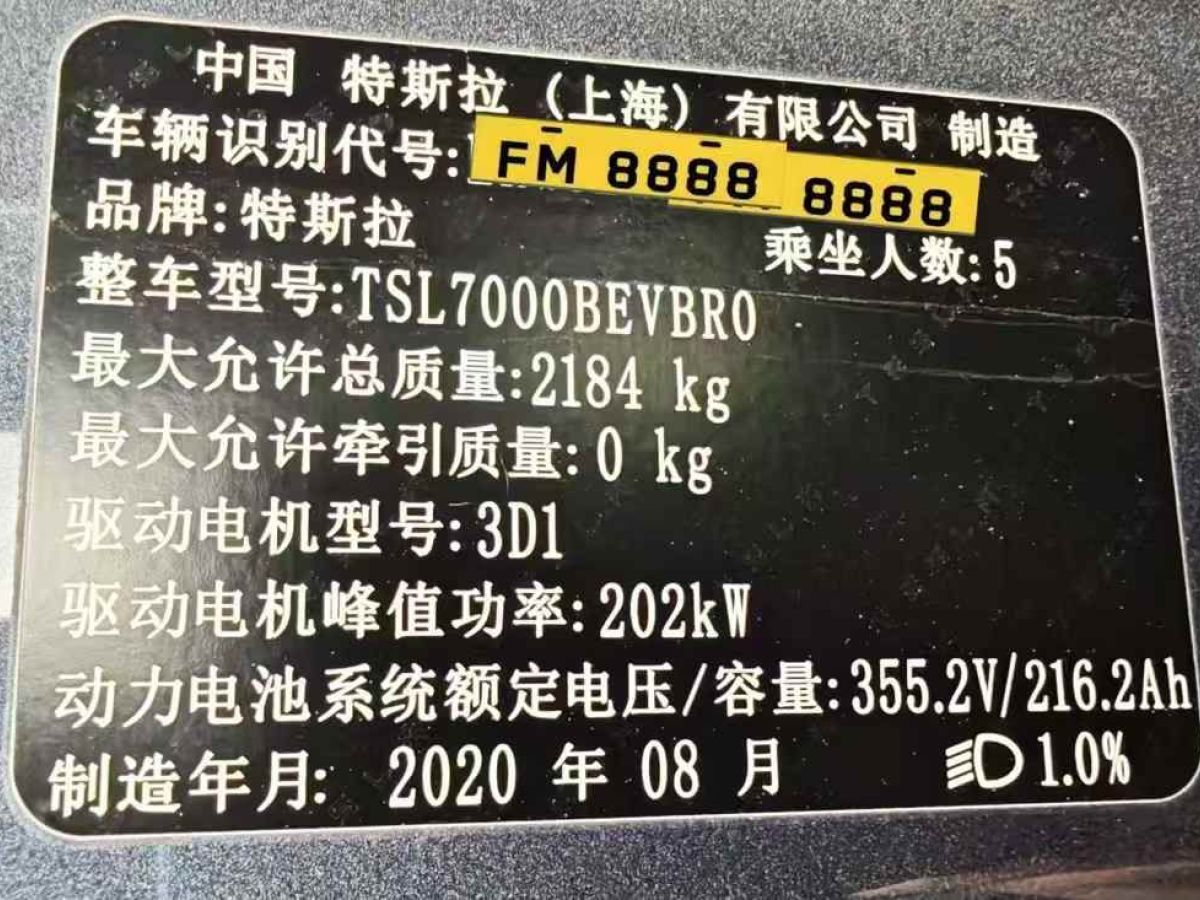 中国 特斯拉(上海)有限公司 制造
车辆识别代号: FM 8888 8888
品牌:特斯拉 乘坐人数:5
整车型号:TSL7000BEVBR0
最大允许总质量:2184 kg
最大允许牵引质量:0 kg
驱动电机型号:3D1
驱动电机峰值功率:202kW
动力电池系统额定电压/容量:355.2V/216.2Ah
制造年月: 2020 年 08 月 1.0%